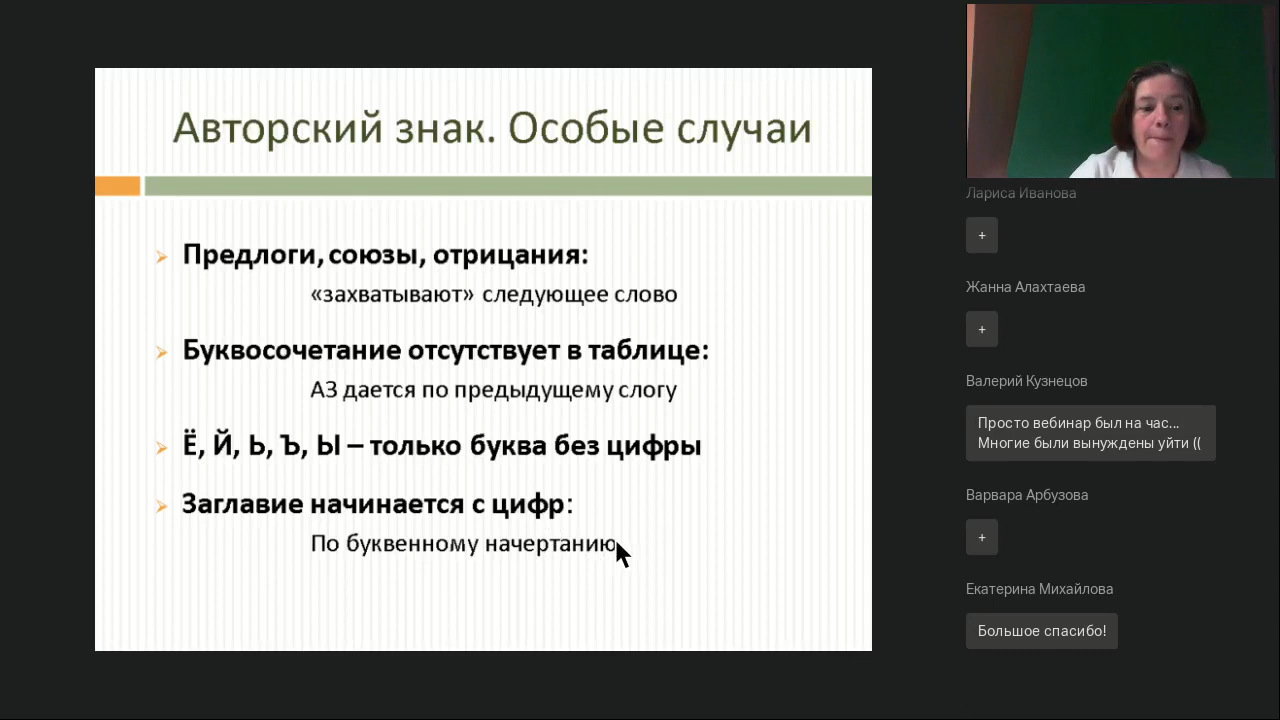 Авторский знак. Особые случаи
Предлоги, союзы, отрицания:
«захватывают» следующее слово
Буквосочетание отсутствует в таблице:
АЗ дается по предыдущему слогу
Ё, Й, Ь, Ъ, Ы – только буква без цифры
Заглавие начинается с цифр:
По буквенному начертанию
Лариса Иванова
+
Жанна Алахтаева
+
Валерий Кузнецов
Просто вебинар был на час...
Многие были вынуждены уйти ((
Варвара Арбузова
+
Екатерина Михайлова
Большое спасибо!